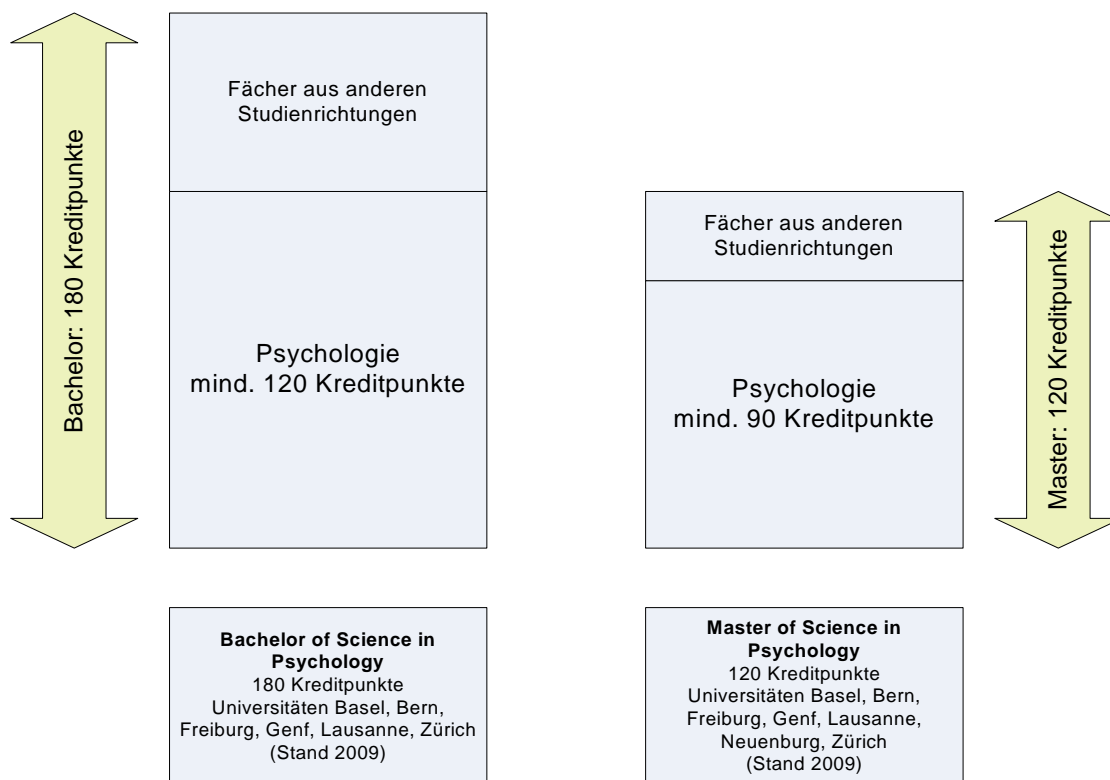 Bachelor: 180 Kreditpunkte
Fächer aus anderen
Studienrichtungen
Psychologie
mind. 120 Kreditpunkte
Fächer aus anderen
Studienrichtungen
Psychologie
mind. 90 Kreditpunkte
Master: 120 Kreditpunkte
Bachelor of Science in
Psychology
180 Kreditpunkte
Universitäten Basel, Bern,
Freiburg, Genf, Lausanne, Zürich
(Stand 2009)
Master of Science in
Psychology
120 Kreditpunkte
Universitäten Basel, Bern,
Freiburg, Genf, Lausanne,
Neuenburg, Zürich
(Stand 2009)